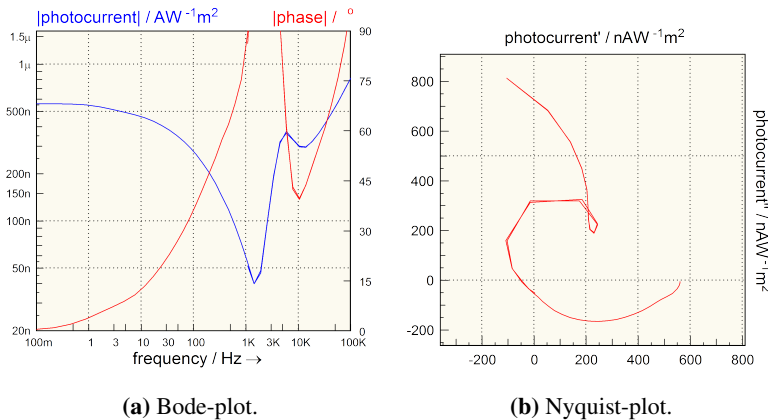 |photocurrent| / AW⁻¹m2 |phase| / °
1.5μ
1μ
500n
200n
150n
100n
50n
20n
90
75
60
45
30
15
0
100m 1 3 10 30 100 1K 3K 10K 100K
frequency / Hz →
(a) Bode-plot.
photocurrent' / nAW⁻¹m2
800
600
400
200
0
-200
-200 0 200 400 600 800
photocurrent'' / nAW⁻¹m2
(b) Nyquist-plot.